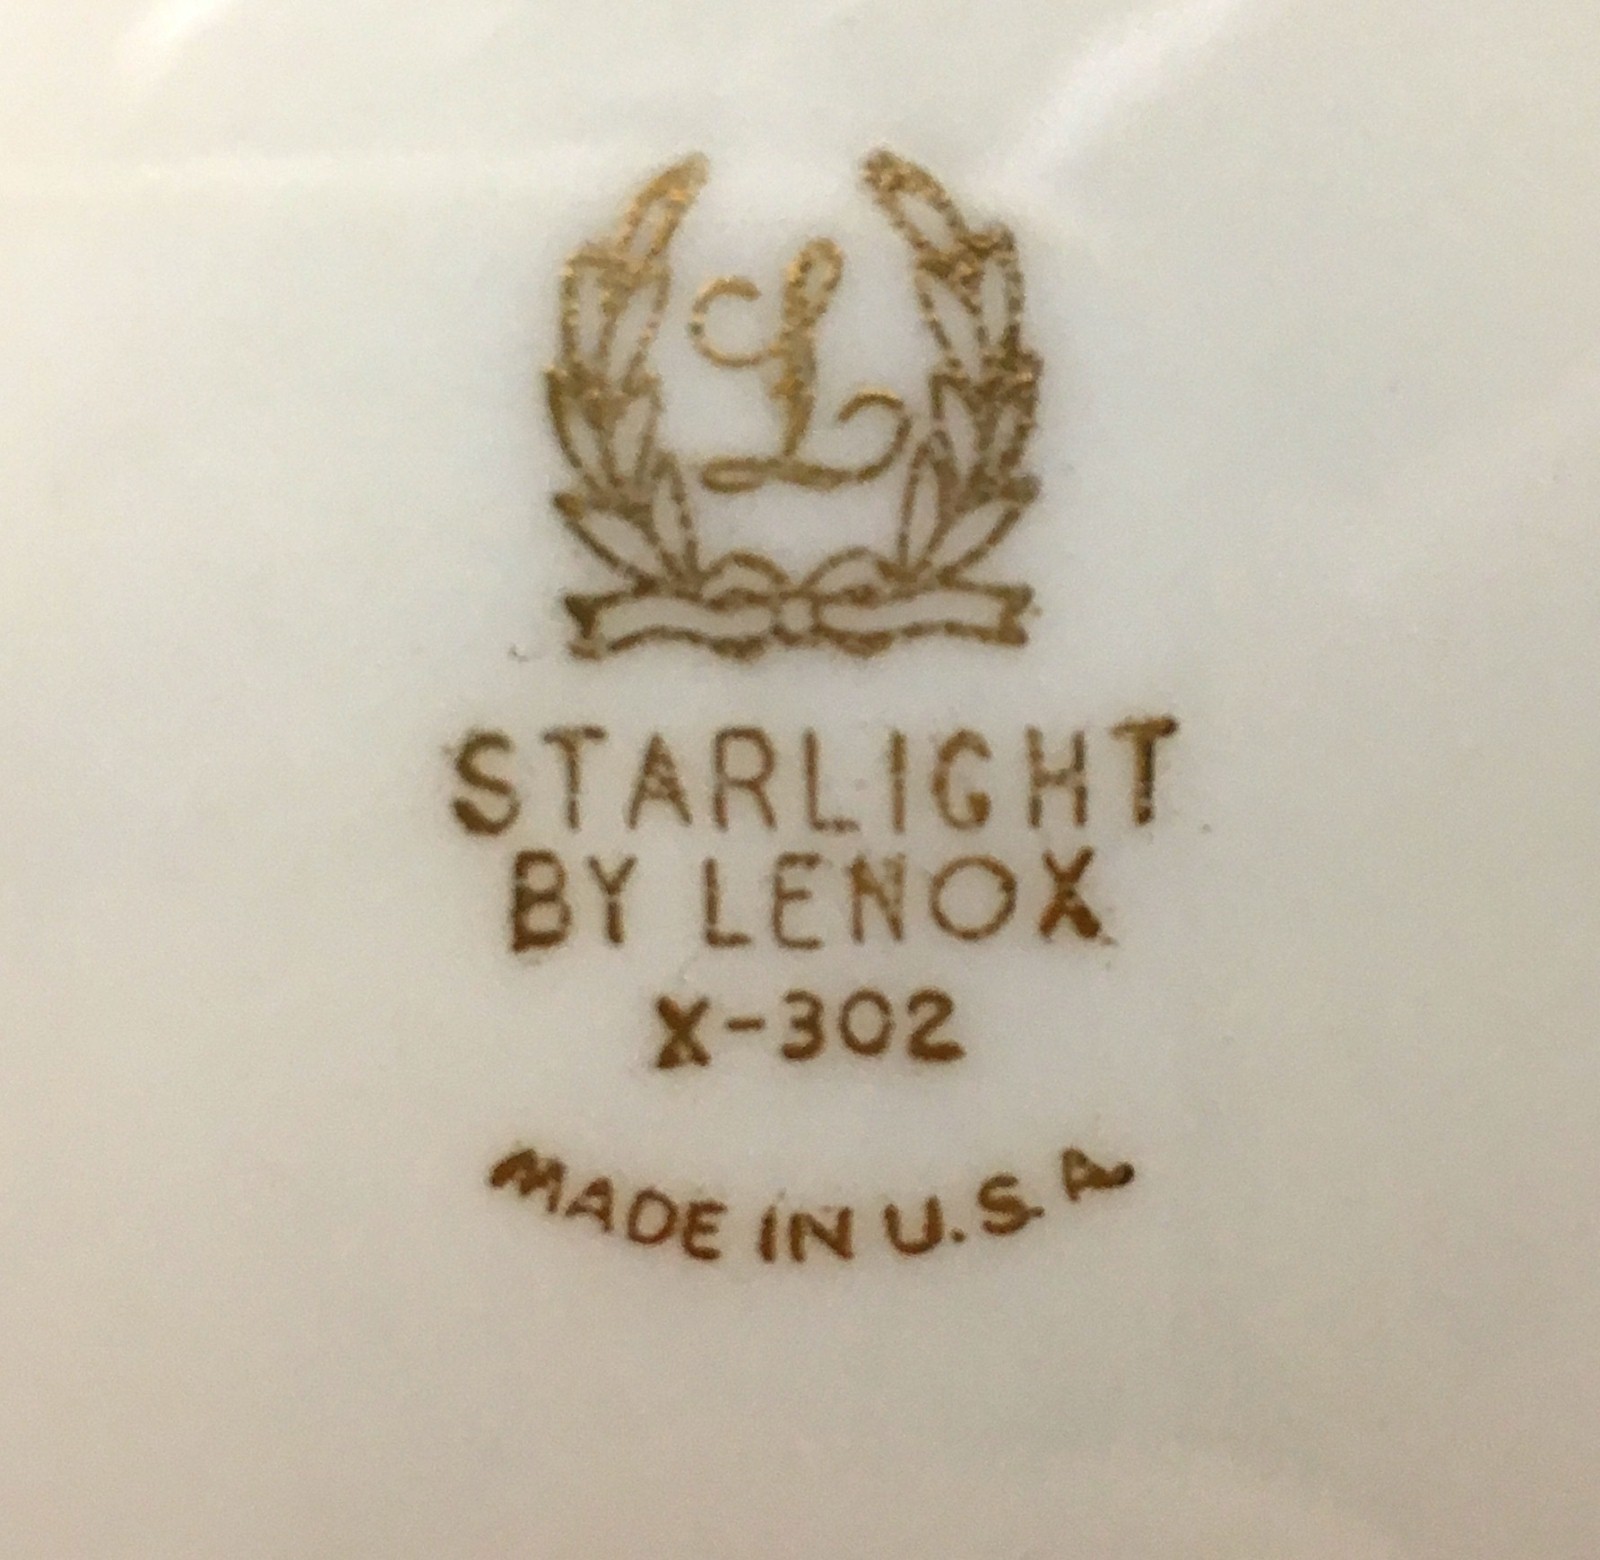 L
STARLIGHT
BY LENOX
X-302
MADE IN U.S.A.